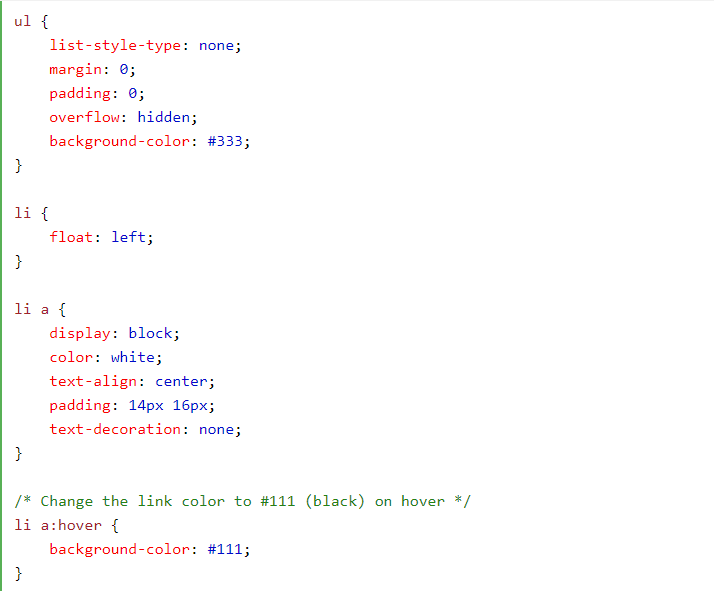 ul {
    list-style-type: none;
    margin: 0;
    padding: 0;
    overflow: hidden;
    background-color: #333;
}

li {
    float: left;
}

li a {
    display: block;
    color: white;
    text-align: center;
    padding: 14px 16px;
    text-decoration: none;
}

/* Change the link color to #111 (black) on hover */
li a:hover {
    background-color: #111;
}